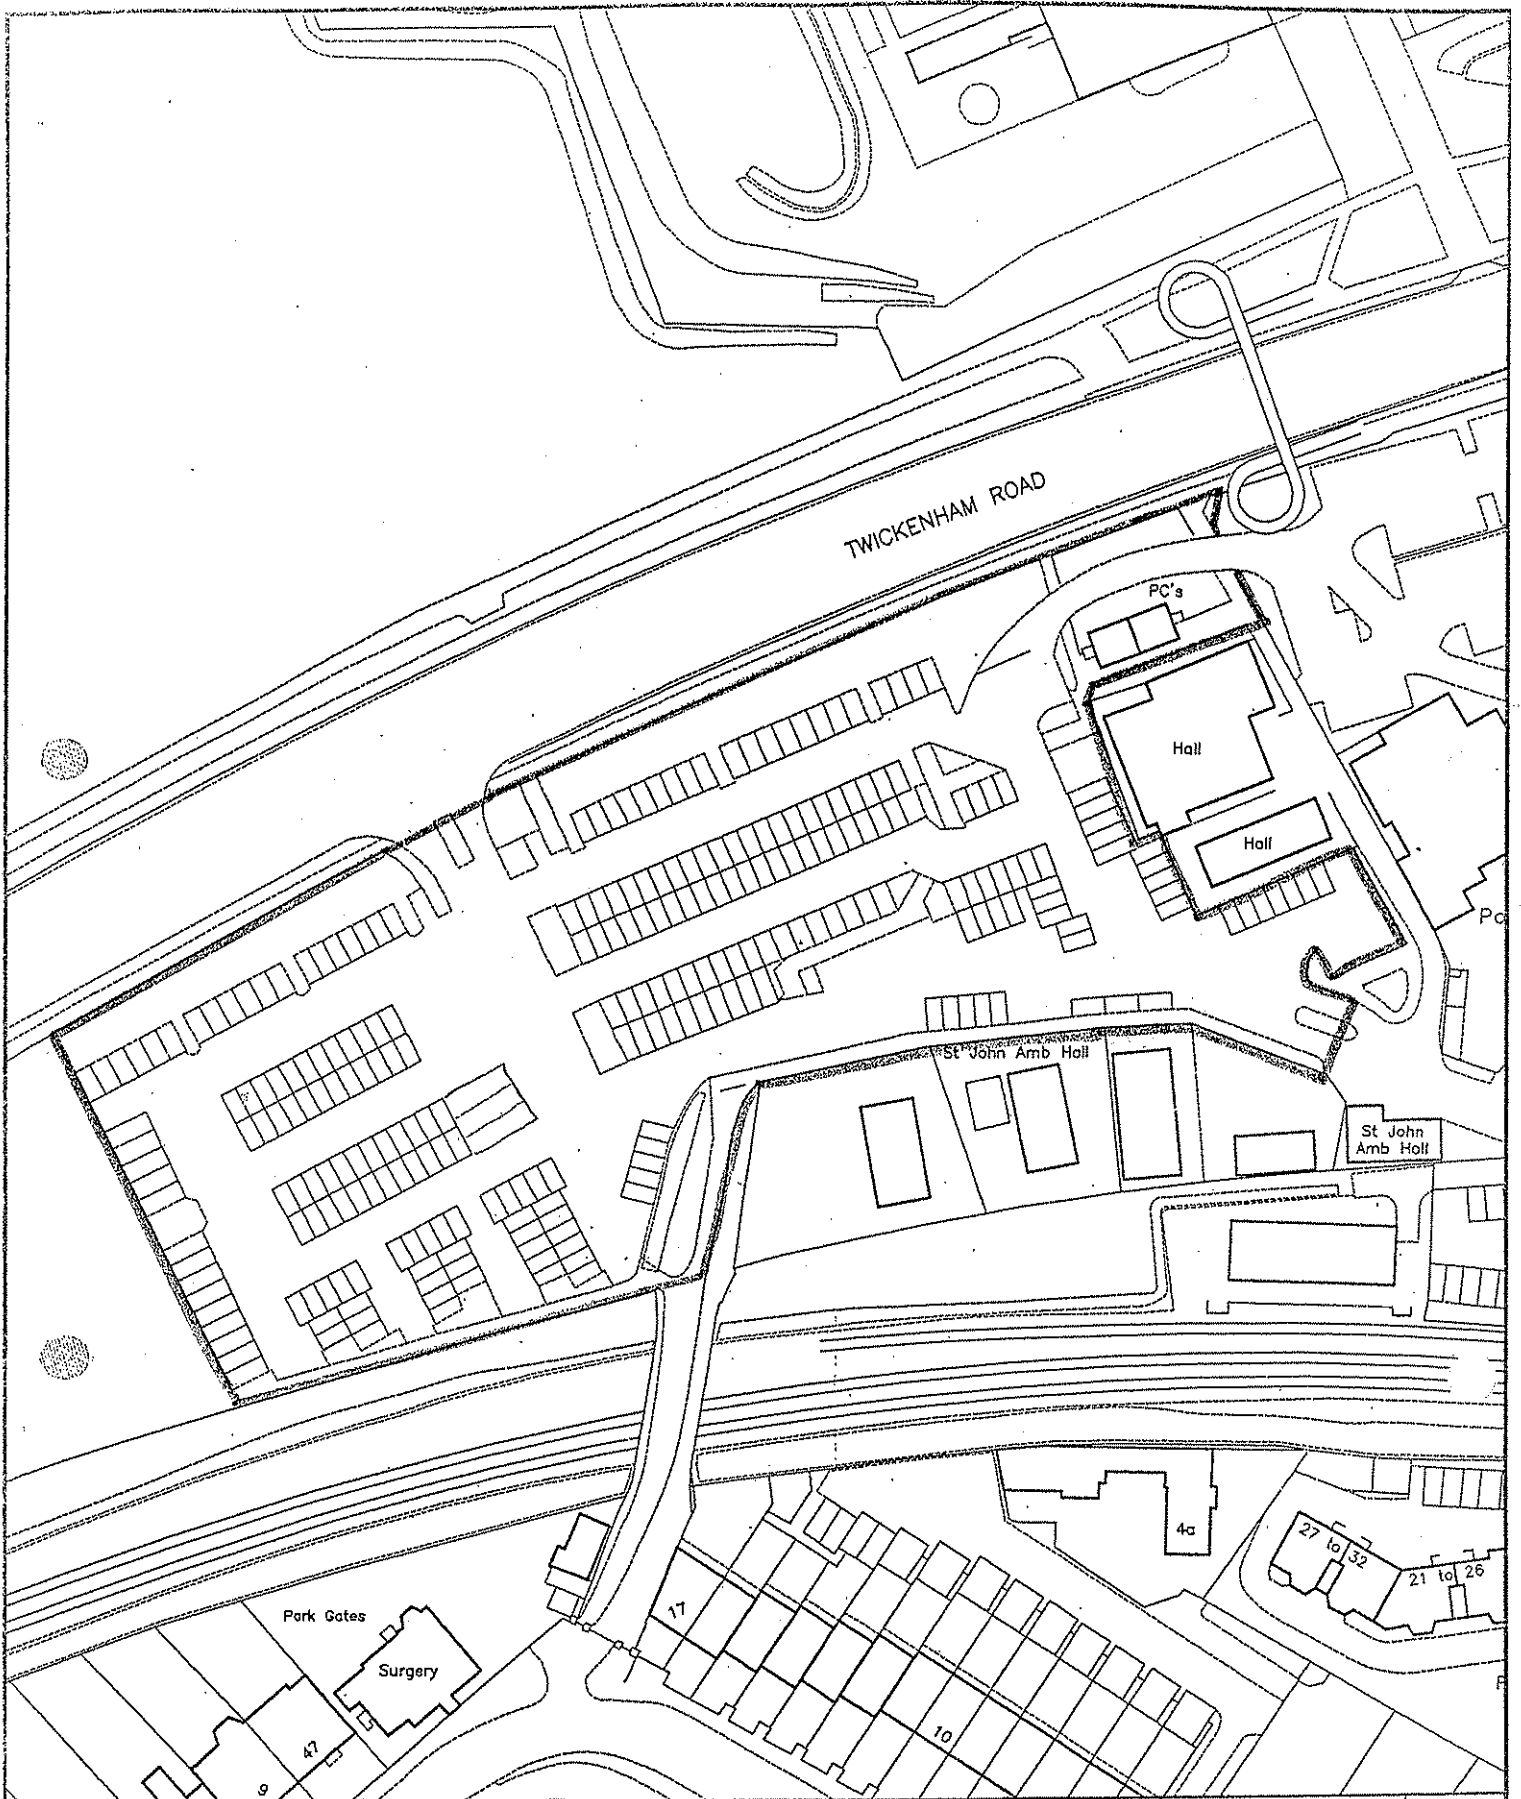 TWICKENHAM ROAD
PC's
Hall
Hall
Po
St John Amb Hall
St John
Amb Hall
4a
27 to 32
21 to 26
17
Park Gates
Surgery
10
47
9